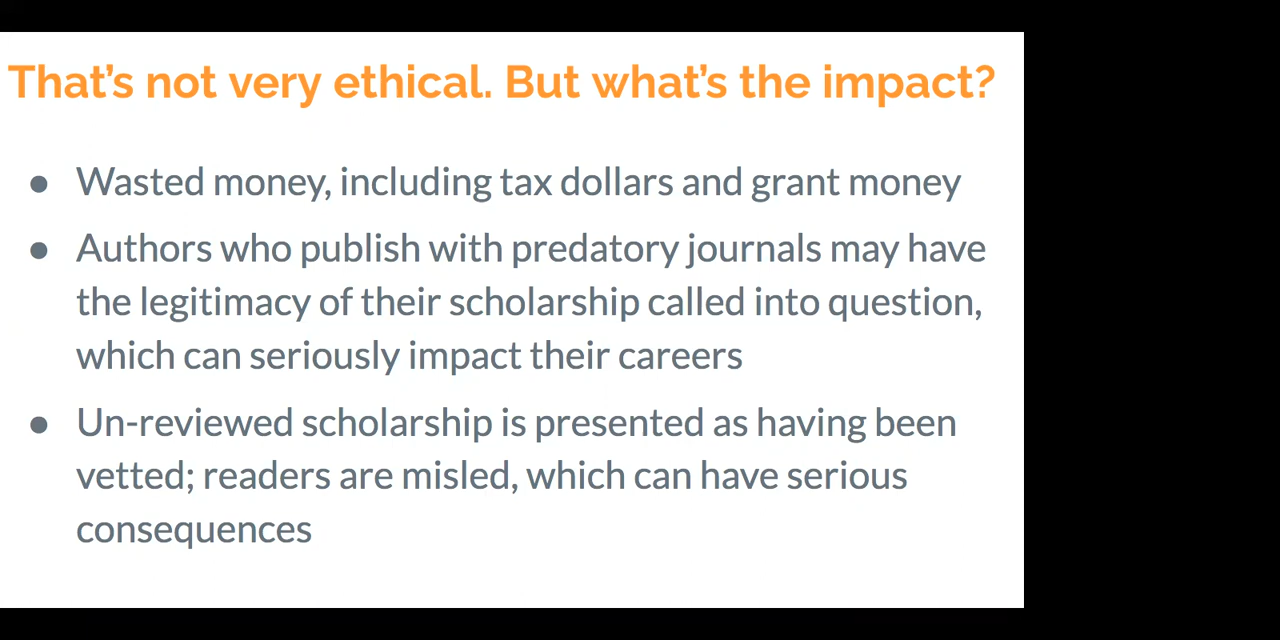 That's not very ethical. But what's the impact?
● Wasted money, including tax dollars and grant money
● Authors who publish with predatory journals may have
the legitimacy of their scholarship called into question,
which can seriously impact their careers
● Un-reviewed scholarship is presented as having been
vetted; readers are misled, which can have serious
consequences